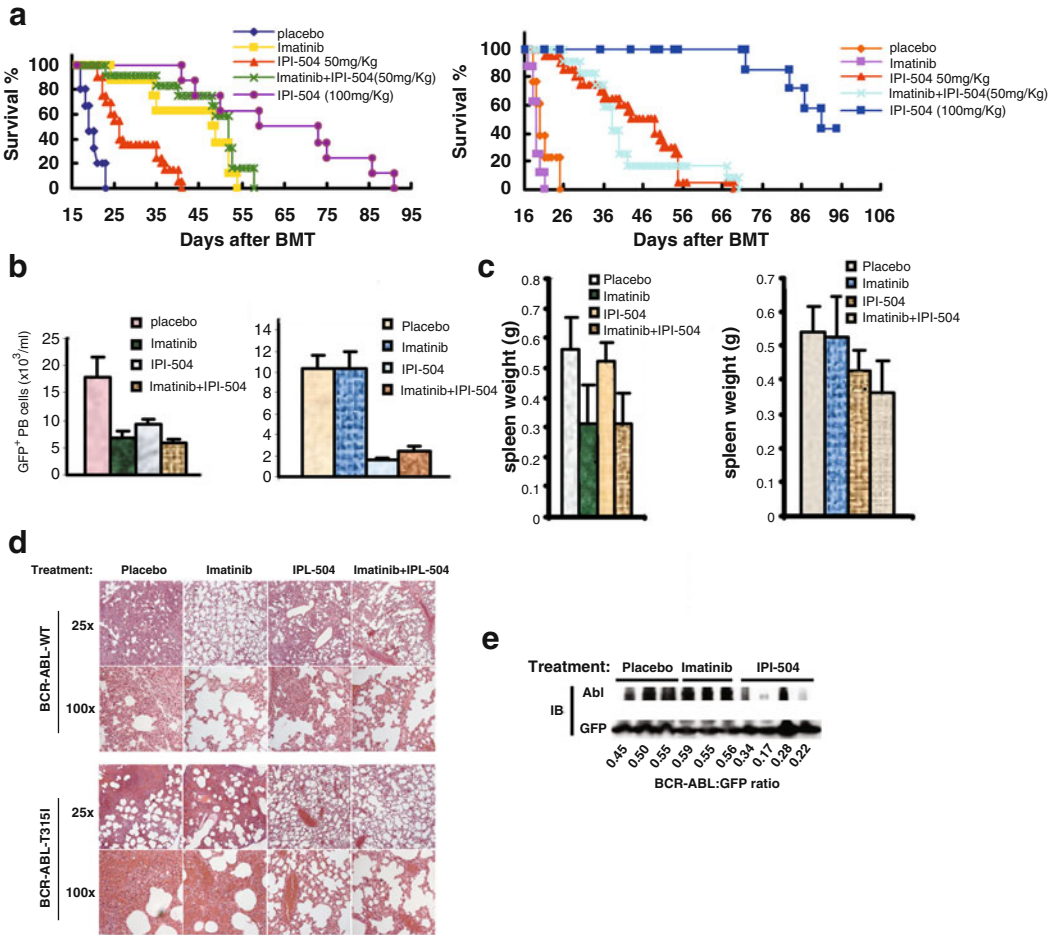 a
placebo
Imatinib
IPI-504 50mg/Kg
Imatinib+IPI-504(50mg/Kg)
IPI-504 (100mg/Kg)
Survival %
100
80
60
40
20
0
15 25 35 45 55 65 75 85 95
Days after BMT
placebo
Imatinib
IPI-504 50mg/Kg
Imatinib+IPI-504(50mg/Kg)
IPI-504 (100mg/Kg)
Survival %
100
80
60
40
20
0
16 26 36 46 56 66 76 86 96 106
Days after BMT
b
placebo
Imatinib
IPI-504
Imatinib+IPI-504
GFP+ PB cells (x10³/ml)
25
20
15
10
5
0
Placebo
Imatinib
IPI-504
Imatinib+IPI-504
14
12
10
8
6
4
2
0
c
Placebo
Imatinib
IPI-504
Imatinib+IPI-504
spleen weight (g)
0.8
0.7
0.6
0.5
0.4
0.3
0.2
0.1
0
Placebo
Imatinib
IPI-504
Imatinib+IPI-504
spleen weight (g)
0.7
0.6
0.5
0.4
0.3
0.2
0.1
0
d
Treatment: Placebo Imatinib IPL-504 Imatinib+IPL-504
BCR-ABL-WT
25x
100x
BCR-ABL-T315I
25x
100x
e
Treatment: Placebo Imatinib IPI-504
IB
Abl
GFP
0.45 0.50 0.55 0.59 0.55 0.56 0.34 0.17 0.28 0.22
BCR-ABL:GFP ratio